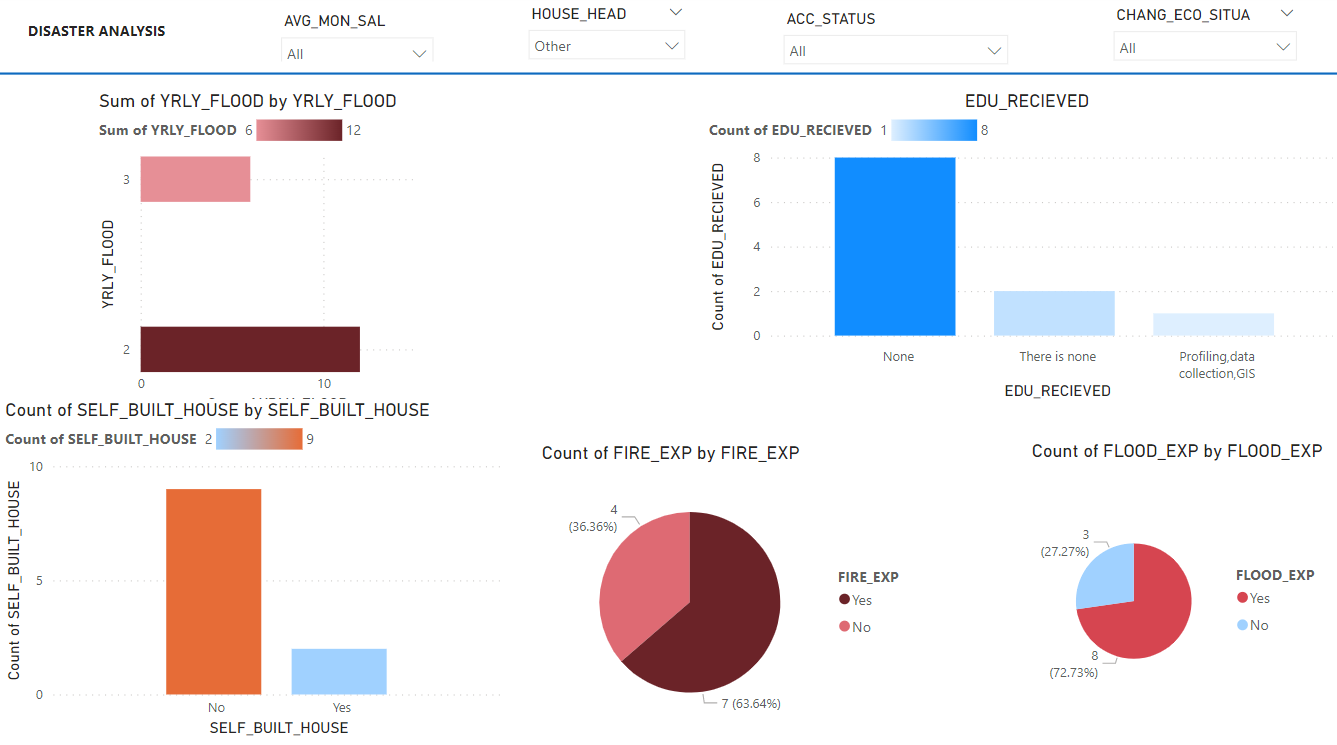 DISASTER ANALYSIS
AVG_MON_SAL
All
HOUSE_HEAD
Other
ACC_STATUS
All
CHANG_ECO_SITUA
All
Sum of YRLY_FLOOD by YRLY_FLOOD
Sum of YRLY_FLOOD 6 12
YRLY_FLOOD
3
2
0 10
EDU_RECIEVED
Count of EDU_RECIEVED 1 8
Count of EDU_RECIEVED
8
6
4
2
0
None
There is none
Profiling,data
collection,GIS
EDU_RECIEVED
Count of SELF_BUILT_HOUSE by SELF_BUILT_HOUSE
Count of SELF_BUILT_HOUSE 2 9
Count of SELF_BUILT_HOUSE
10
5
0
No
Yes
SELF_BUILT_HOUSE
Count of FIRE_EXP by FIRE_EXP
4
(36.36%)
7 (63.64%)
FIRE_EXP
Yes
No
Count of FLOOD_EXP by FLOOD_EXP
3
(27.27%)
8
(72.73%)
FLOOD_EXP
Yes
No